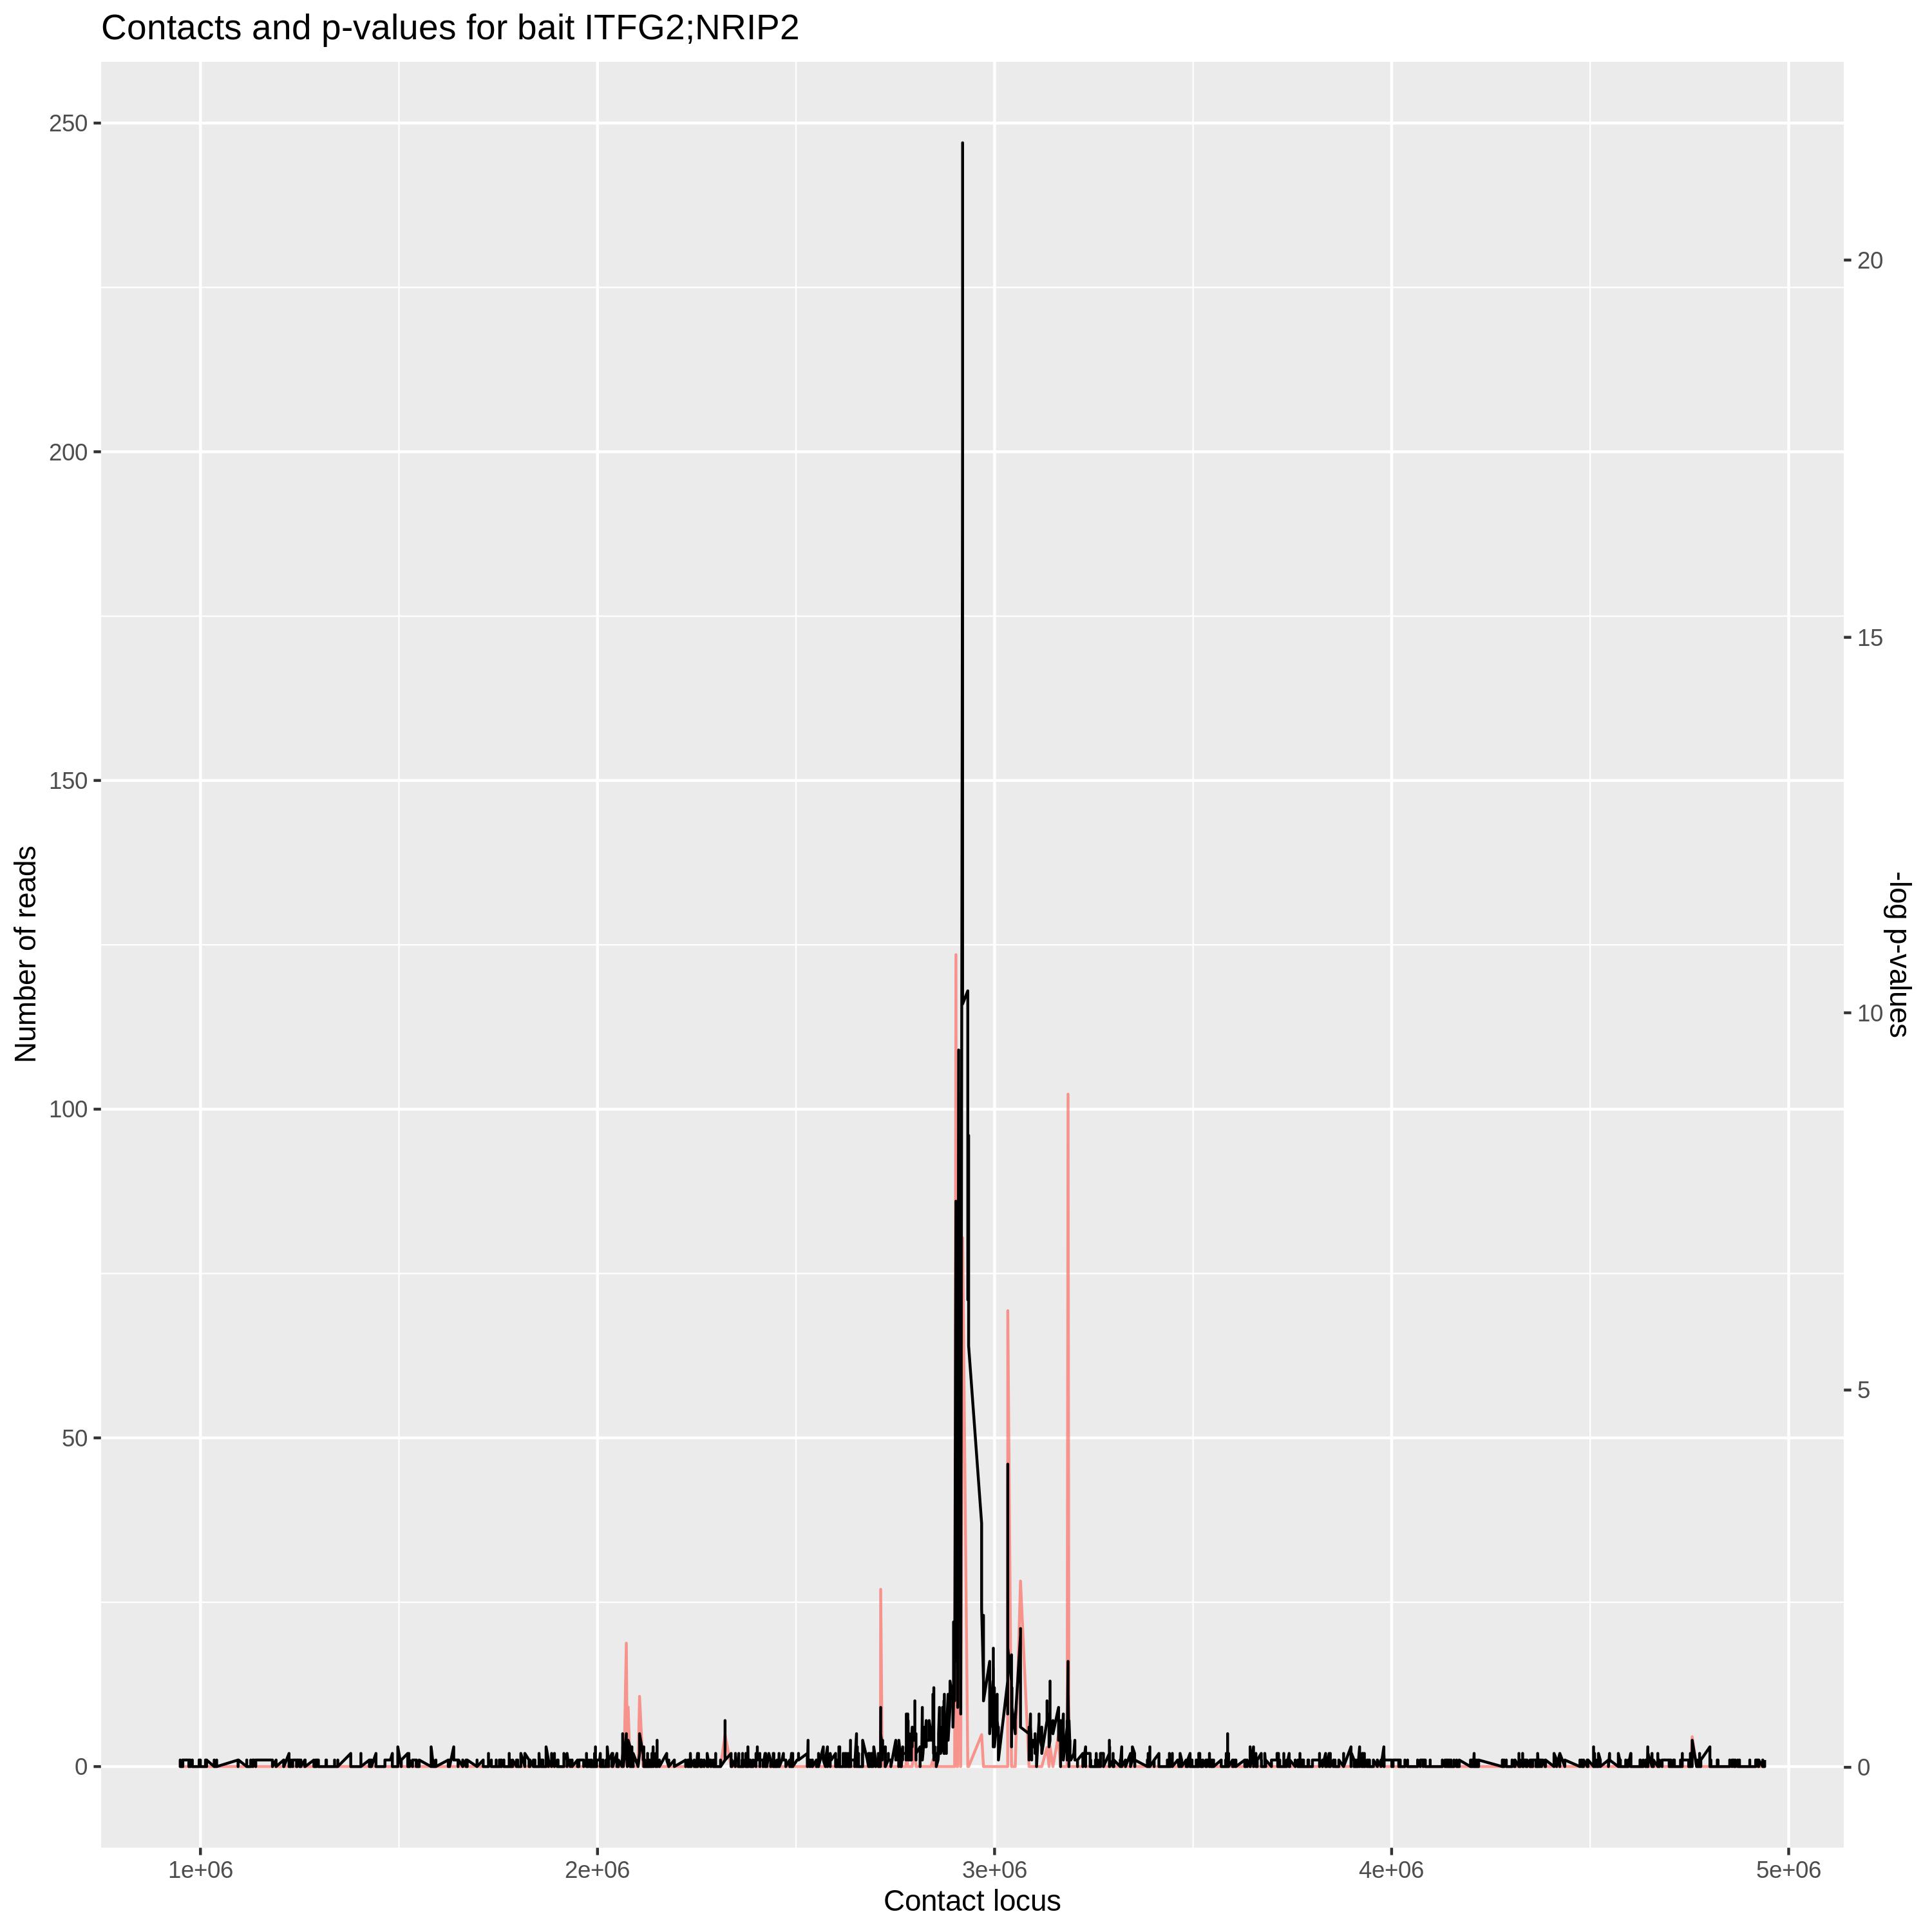 Contacts and p-values for bait ITFG2;NRIP2
250
200
150
100
50
0
Number of reads
20
15
10
5
0
-log p-values
1e+06
2e+06
3e+06
4e+06
5e+06
Contact locus